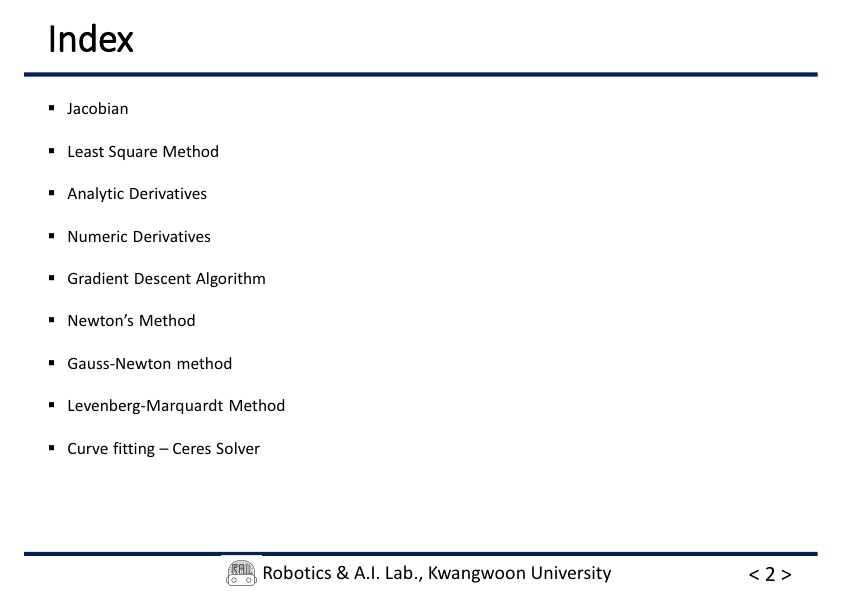 Index
▪ Jacobian
▪ Least Square Method
▪ Analytic Derivatives
▪ Numeric Derivatives
▪ Gradient Descent Algorithm
▪ Newton’s Method
▪ Gauss-Newton method
▪ Levenberg-Marquardt Method
▪ Curve fitting – Ceres Solver
RAIL Robotics & A.I. Lab., Kwangwoon University
< 2 >